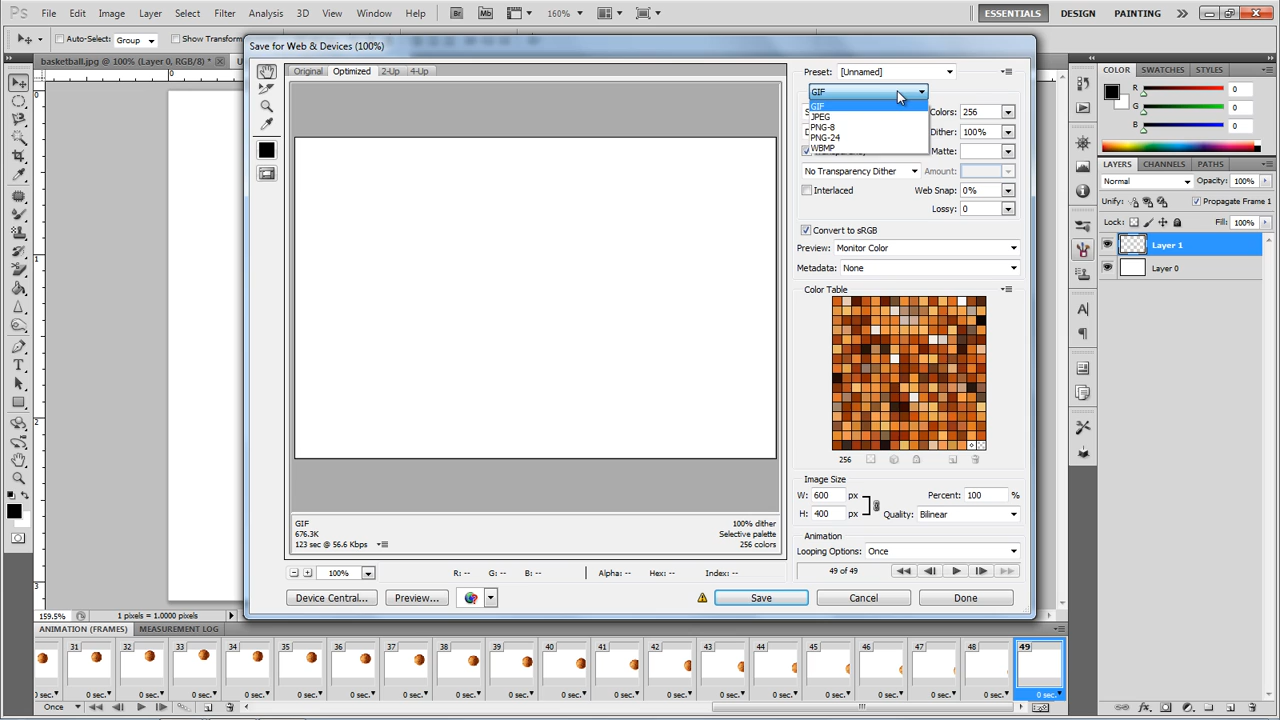 Ps File Edit Image Layer Select Filter Analysis 3D View Window Help Br Mb 160% ESSENTIALS DESIGN PAINTING
Auto-Select: Group Show Transform
basketball.jpg @ 100% (Layer 0, RGB/8) *
Save for Web & Devices (100%)
Original Optimized 2-Up 4-Up
Preset: [Unnamed]
GIF
GIF
JPEG
PNG-8
PNG-24
WBMP
Colors: 256
Dither: 100%
Transparency Matte:
No Transparency Dither Amount:
Interlaced Web Snap: 0%
Lossy: 0
Convert to sRGB
Preview: Monitor Color
Metadata: None
Color Table
256
Image Size
W: 600 px Percent: 100 %
H: 400 px Quality: Bilinear
Animation
Looping Options: Once
49 of 49
GIF 100% dither
676.3K Selective palette
123 sec @ 56.6 Kbps 256 colors
100% R: -- G: -- B: -- Alpha: -- Hex: -- Index: --
Device Central... Preview... Save Cancel Done
COLOR SWATCHES STYLES
R 0
G 0
B 0
LAYERS CHANNELS PATHS
Normal Opacity: 100%
Unify: Propagate Frame 1
Lock: Fill: 100%
Layer 1
Layer 0
0
0
1
2
3
159.5% 1 pixels = 1.0000 pixels
ANIMATION (FRAMES) MEASUREMENT LOG
31 32 33 34 35 36 37 39 40 41 42 43 44 45 46 47 48 49
0 sec. 0 sec. 0 sec. 0 sec. 0 sec. 0 sec. 0 sec. 0 sec. 0 sec. 0 sec. 0 sec. 0 sec. 0 sec. 0 sec. 0 sec. 0 sec. 0 sec. 0 sec. 0 sec.
Once